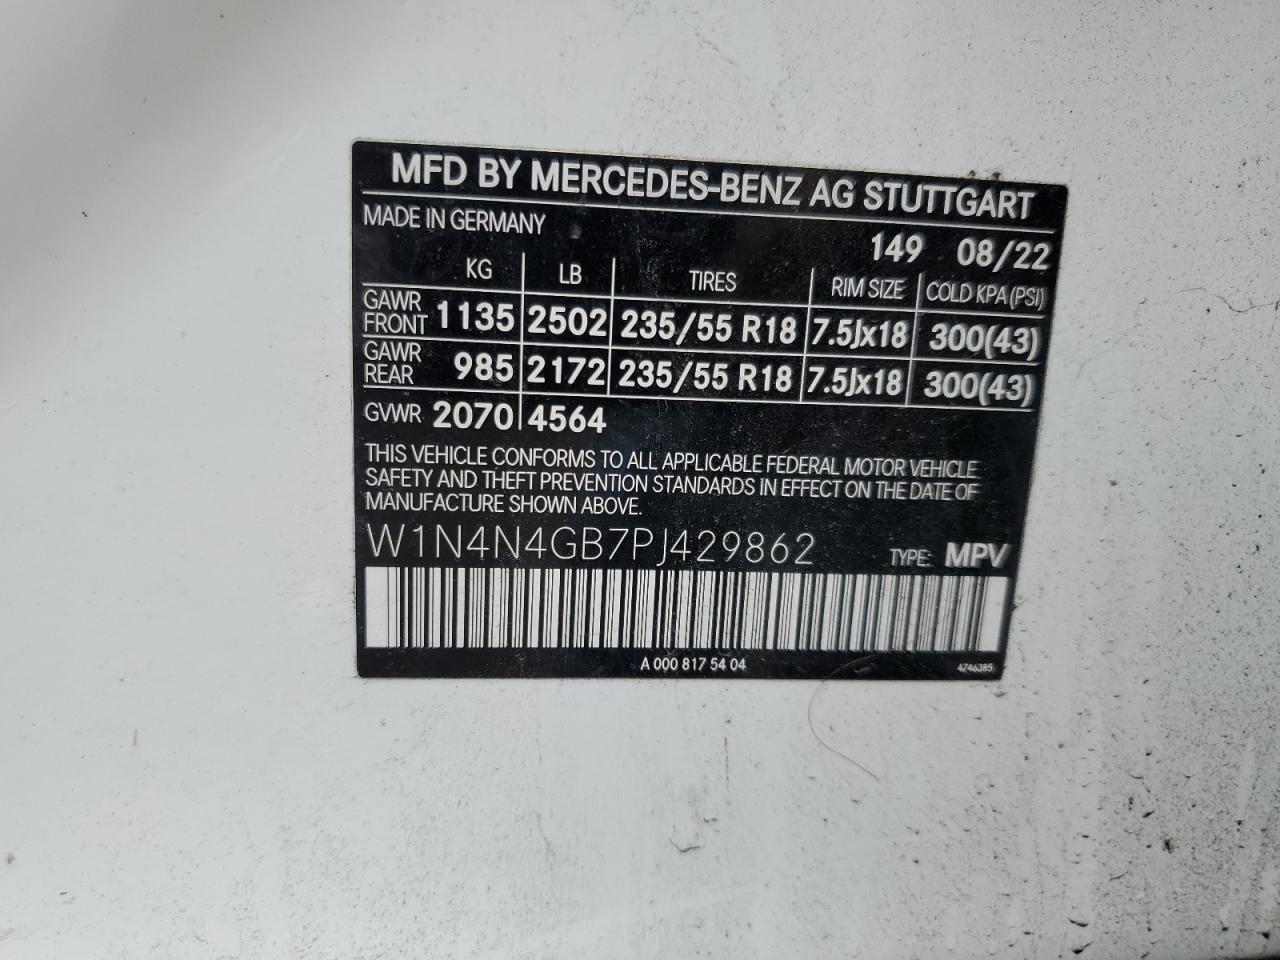 MFD BY MERCEDES-BENZ AG STUTTGART
MADE IN GERMANY
149 08/22
KG LB TIRES RIM SIZE COLD KPA (PSI)
GAWR FRONT 1135 2502 235/55 R18 7.5Jx18 300(43)
GAWR REAR 985 2172 235/55 R18 7.5Jx18 300(43)
GVWR 2070 4564
THIS VEHICLE CONFORMS TO ALL APPLICABLE FEDERAL MOTOR VEHICLE
SAFETY AND THEFT PREVENTION STANDARDS IN EFFECT ON THE DATE OF
MANUFACTURE SHOWN ABOVE.
W1N4N4GB7PJ429862 TYPE: MPV
A 000 817 54 04 4746385